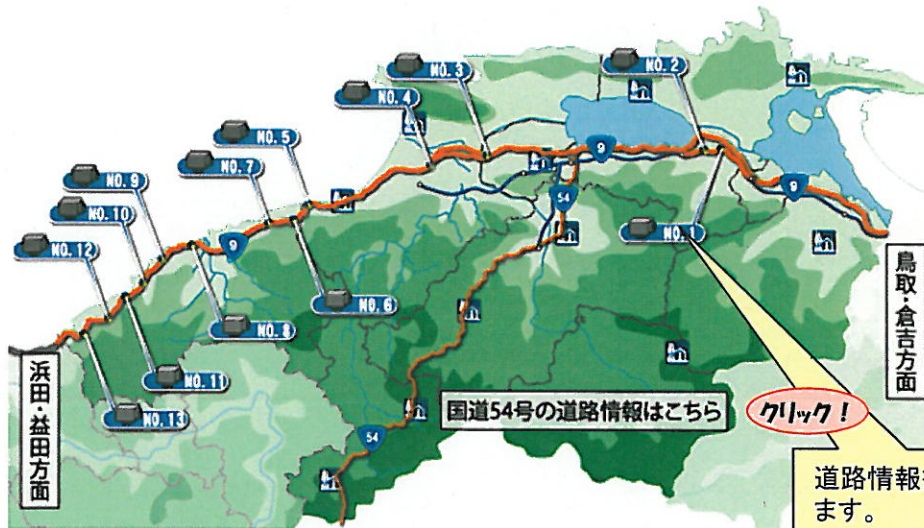 NO. 3
NO. 2
NO. 4
NO. 5
NO. 7
NO. 9
NO. 10
NO. 12
9
54
9
NO. 1
9
NO. 6
NO. 8
NO. 11
NO. 13
鳥取・倉吉方面
浜田・益田方面
国道54号の道路情報はこちら
クリック！
54
道路情報
ます。